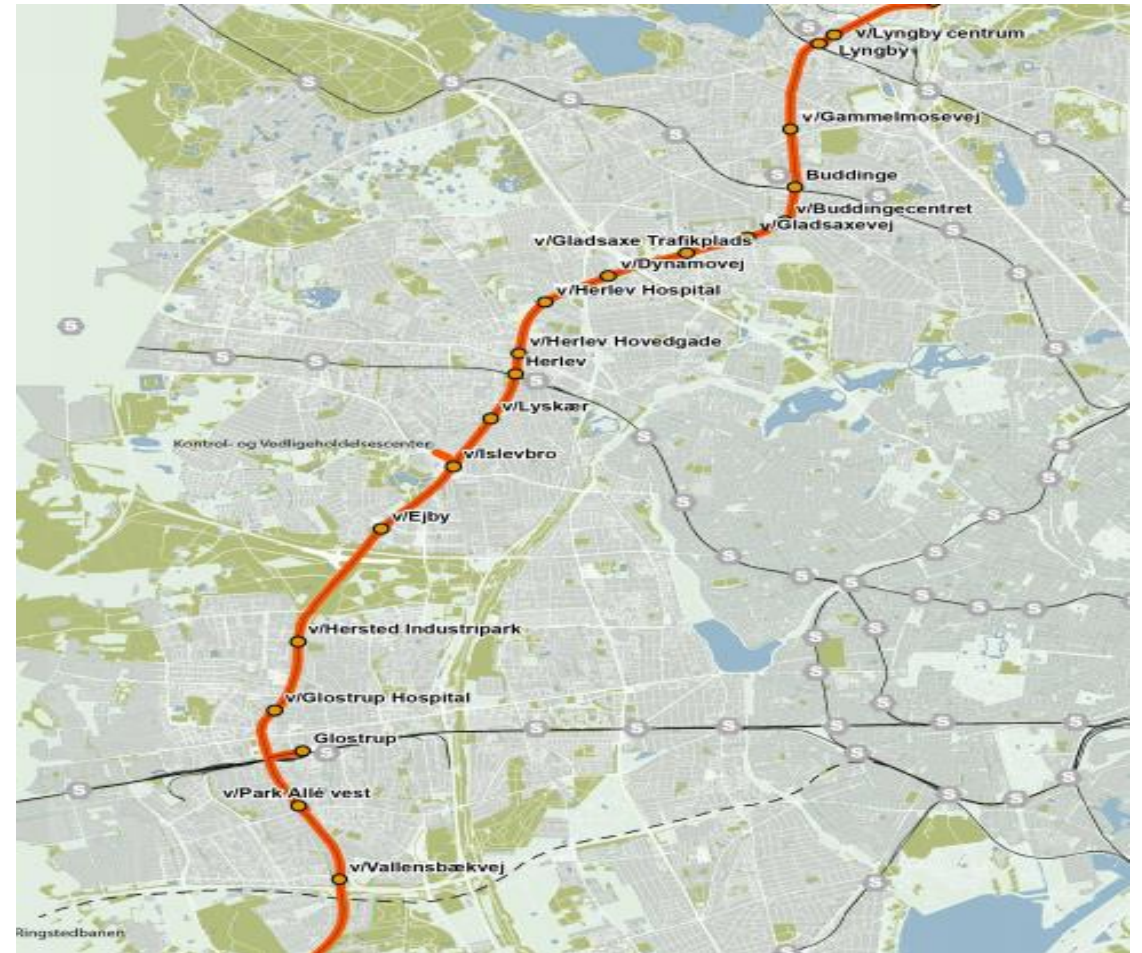 v/Lyngby centrum
Lyngby
v/Gammelmosevej
Buddinge
v/Buddingecentret
v/Gladsaxevej
v/Gladsaxe Trafikplads
v/Dynamovej
v/Herlev Hospital
v/Herlev Hovedgade
Herlev
v/Lyskær
Kontrol- og Vedligeholdelsescenter
v/Islevbro
v/Ejby
v/Hersted Industripark
v/Glostrup Hospital
Glostrup
v/Park Allé vest
v/Vallensbækvej
Ringstedbanen